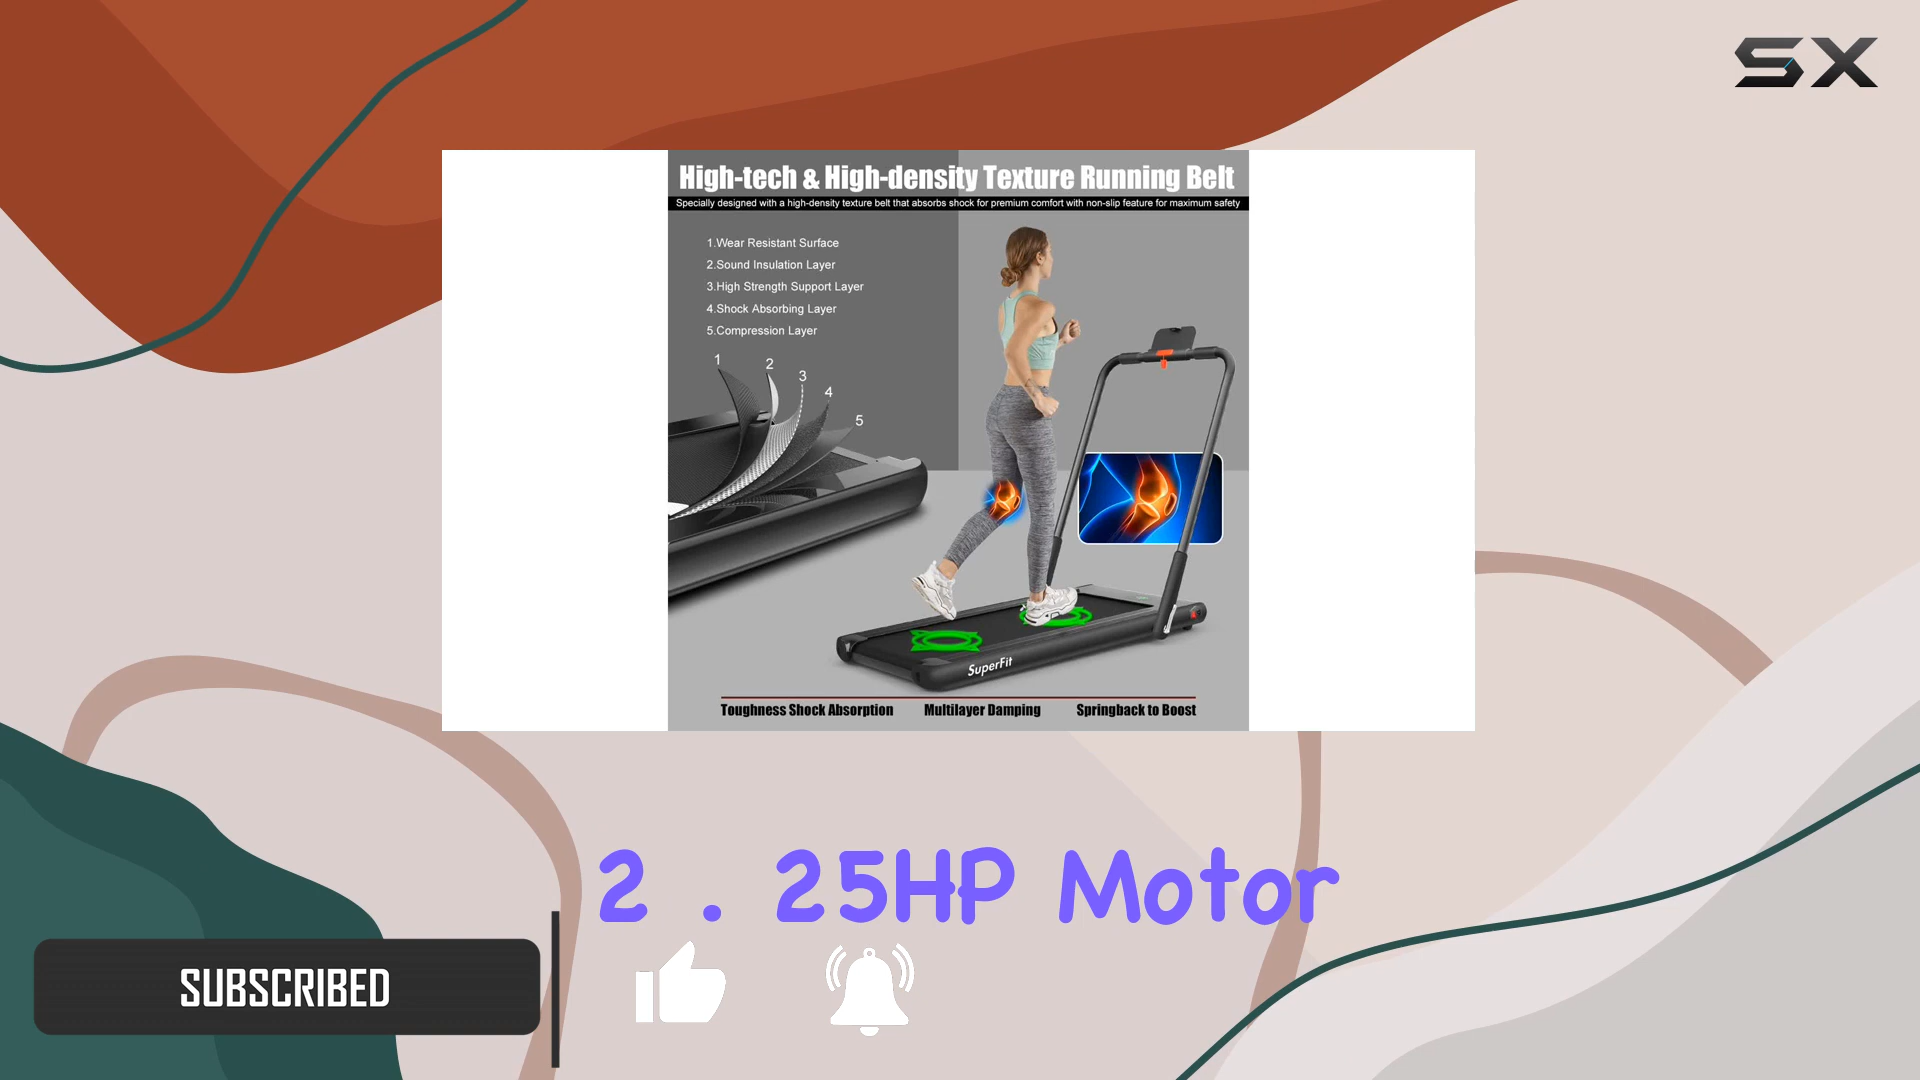 SX
High-tech & High-density Texture Running Belt
Specially designed with a high-density texture belt that absorbs shock for premium comfort with non-slip feature for maximum safety
1.Wear Resistant Surface
2.Sound Insulation Layer
3.High Strength Support Layer
4.Shock Absorbing Layer
5.Compression Layer
1
2
3
4
5
SuperFit
Toughness Shock Absorption Multilayer Damping Springback to Boost
2 . 25HP Motor
SUBSCRIBED